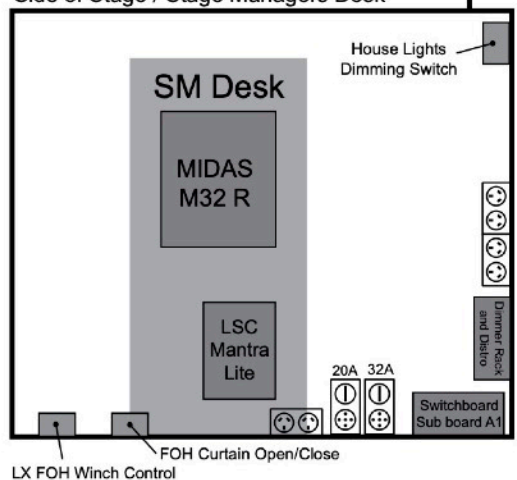 Side of Stage / Stage Managers Desk
House Lights
Dimming Switch
SM Desk
MIDAS
M32 R
LSC
Mantra
Lite
20A 32A
Dimmer Rack
and Distro
Switchboard
Sub board A1
FOH Curtain Open/Close
LX FOH Winch Control